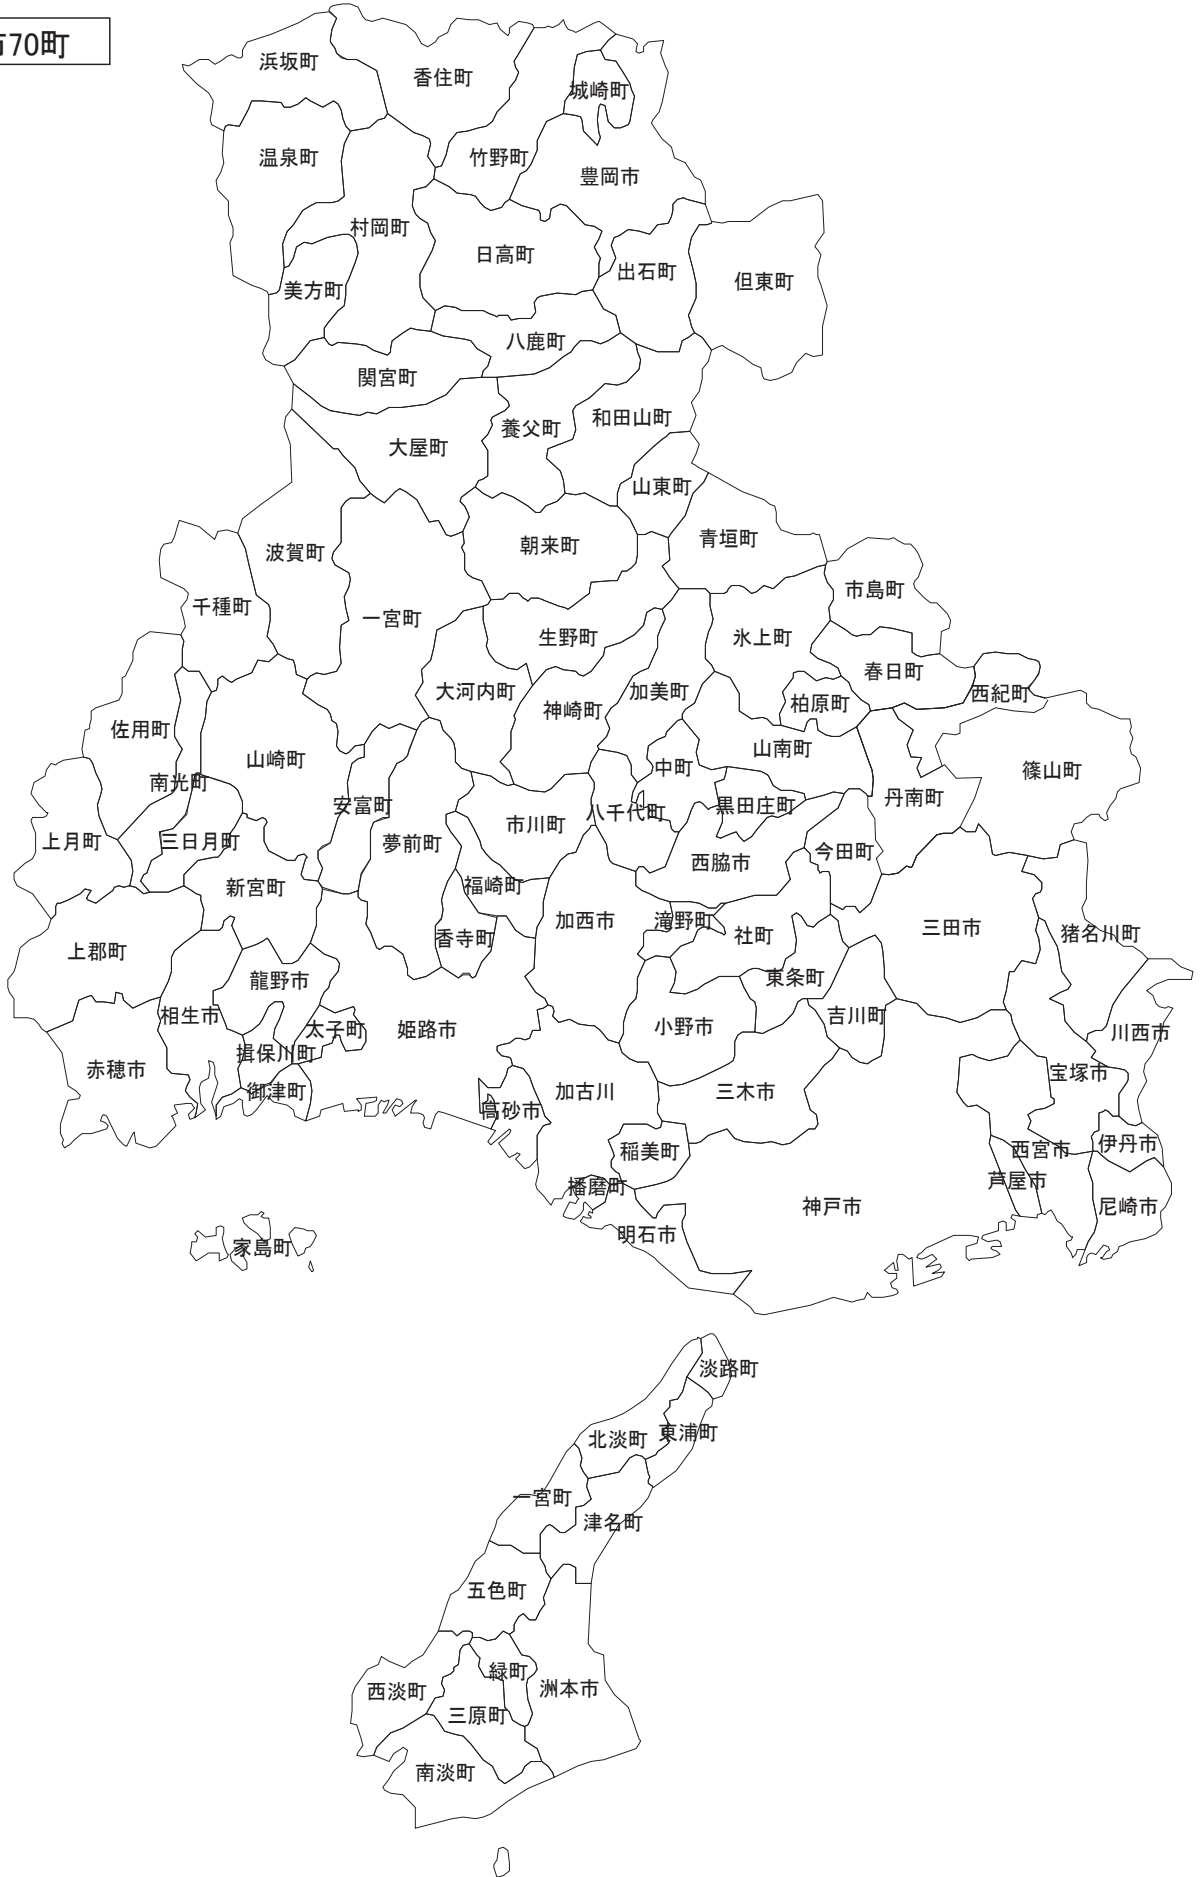 市70町
浜坂町
香住町
城崎町
温泉町
竹野町
豊岡市
村岡町
日高町
出石町
但東町
美方町
八鹿町
関宮町
和田山町
養父町
大屋町
山東町
青垣町
朝来町
波賀町
市島町
千種町
一宮町
生野町
氷上町
春日町
大河内町
加美町
西紀町
神崎町
柏原町
佐用町
山崎町
山南町
中町
篠山町
南光町
丹南町
安富町
八千代町
黒田庄町
市川町
上月町
三日月町
夢前町
今田町
西脇市
新宮町
福崎町
加西市
滝野町
三田市
社町
猪名川町
香寺町
上郡町
龍野市
東条町
相生市
太子町
姫路市
小野市
吉川町
川西市
揖保川町
赤穂市
宝塚市
御津町
加古川
三木市
高砂市
稲美町
西宮市
伊丹市
芦屋市
播磨町
神戸市
尼崎市
明石市
家島町
淡路町
北淡町
東浦町
一宮町
津名町
五色町
緑町
西淡町
洲本市
三原町
南淡町